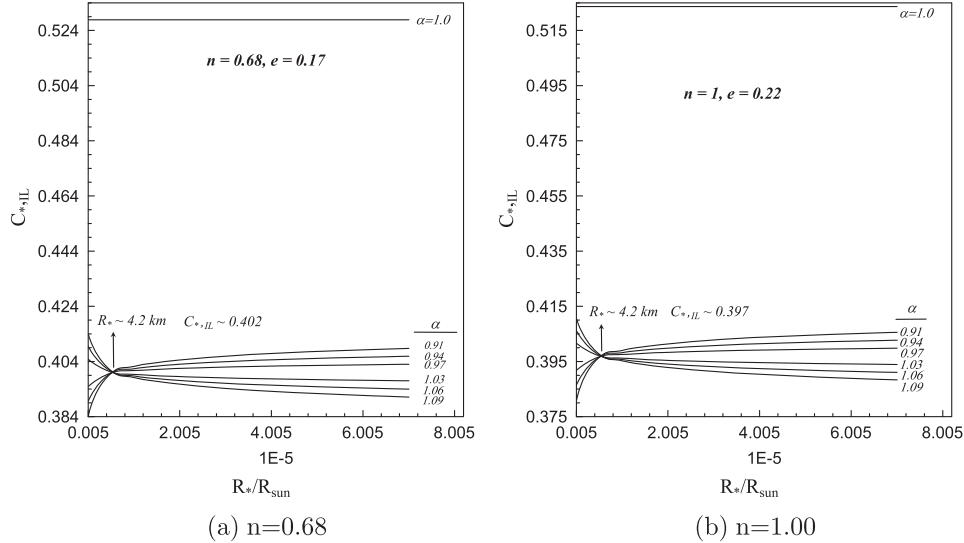 0.524
0.504
0.484
0.464
0.444
0.424
0.404
0.384
C*,IL
α=1.0
n = 0.68, e = 0.17
R* ~ 4.2 km C*,IL ~ 0.402
α
0.91
0.94
0.97
1.03
1.06
1.09
0.005 2.005 4.005 6.005 8.005
1E-5
R*/Rsun
(a) n=0.68
0.515
0.495
0.475
0.455
0.435
0.415
0.395
0.375
C*,IL
α=1.0
n = 1, e = 0.22
R* ~ 4.2 km C*,IL ~ 0.397
α
0.91
0.94
0.97
1.03
1.06
1.09
0.005 2.005 4.005 6.005 8.005
1E-5
R*/Rsun
(b) n=1.00